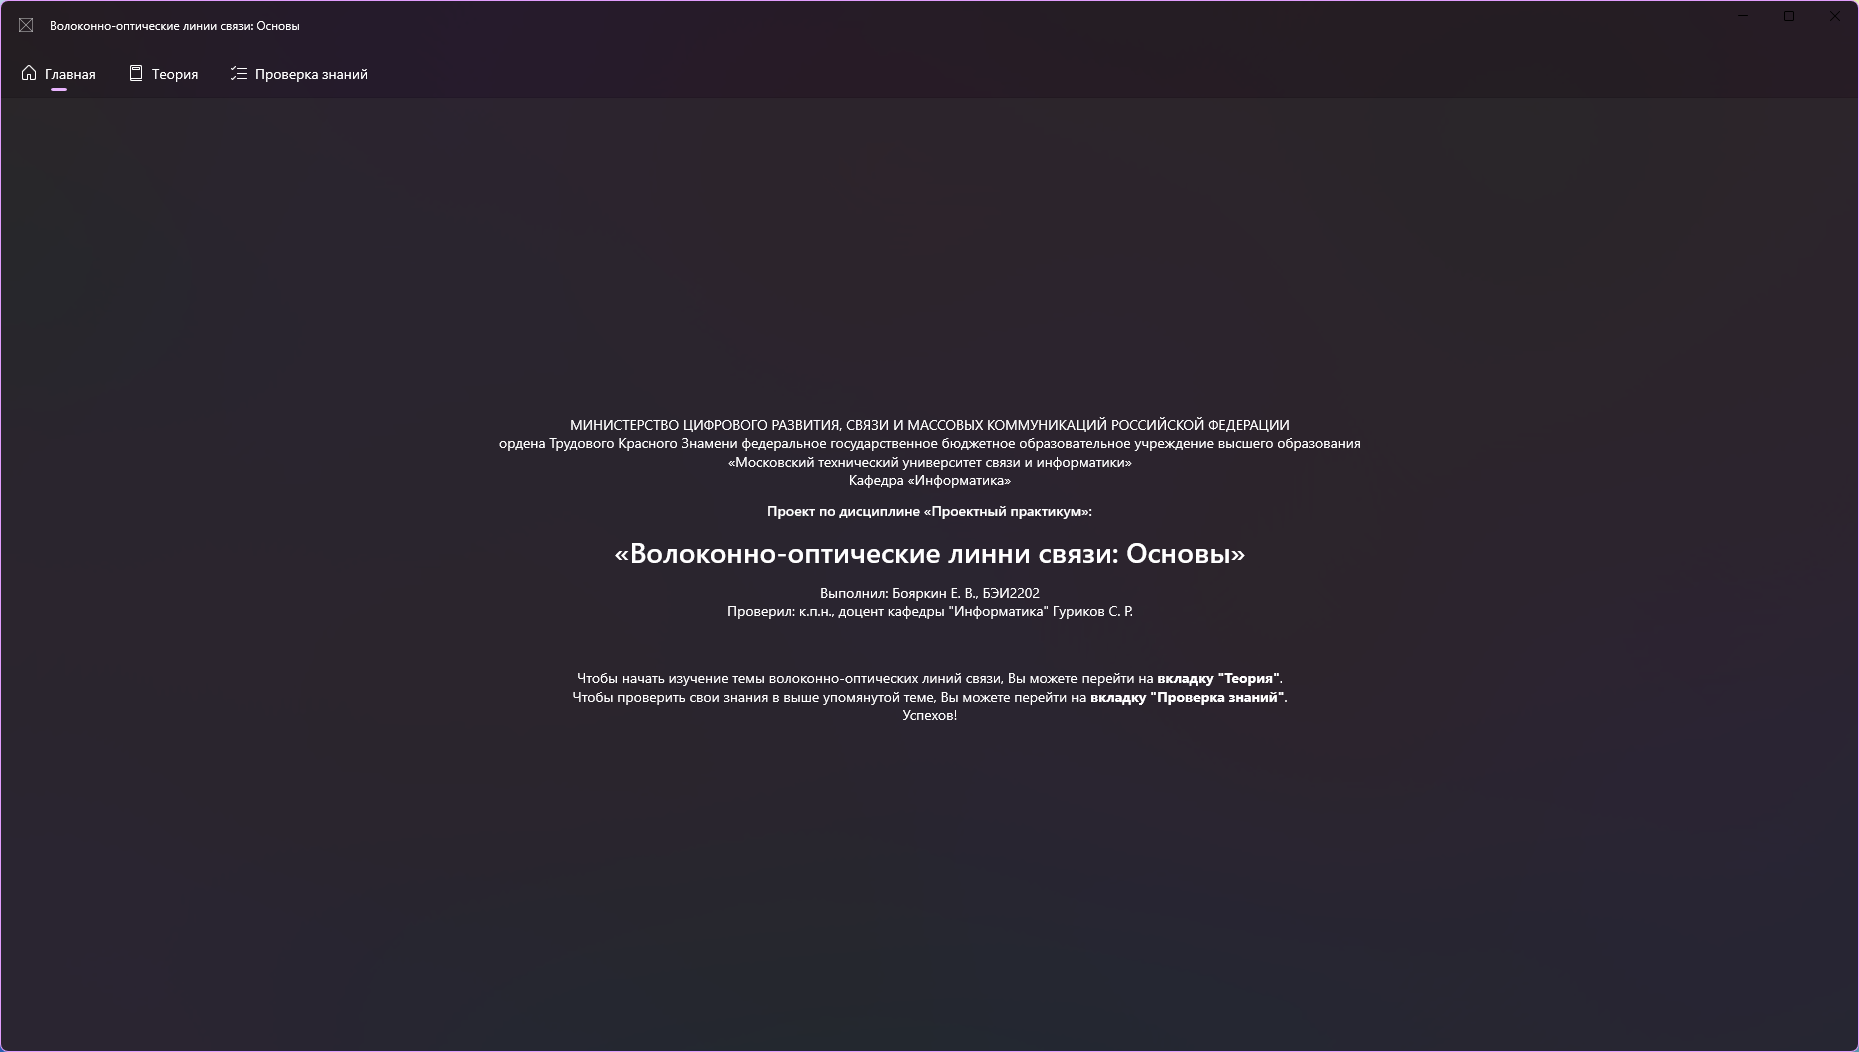 Волоконно-оптические линии связи: Основы
Главная
Теория
Проверка знаний
МИНИСТЕРСТВО ЦИФРОВОГО РАЗВИТИЯ, СВЯЗИ И МАССОВЫХ КОММУНИКАЦИЙ РОССИЙСКОЙ ФЕДЕРАЦИИ
ордена Трудового Красного Знамени федеральное государственное бюджетное образовательное учреждение высшего образования
«Московский технический университет связи и информатики»
Кафедра «Информатика»
Проект по дисциплине «Проектный практикум»:
«Волоконно-оптические линни связи: Основы»
Выполнил: Бояркин Е. В., БЭИ2202
Проверил: к.п.н., доцент кафедры "Информатика" Гуриков С. Р.
Чтобы начать изучение темы волоконно-оптических линий связи, Вы можете перейти на вкладку "Теория".
Чтобы проверить свои знания в выше упомянутой теме, Вы можете перейти на вкладку "Проверка знаний".
Успехов!